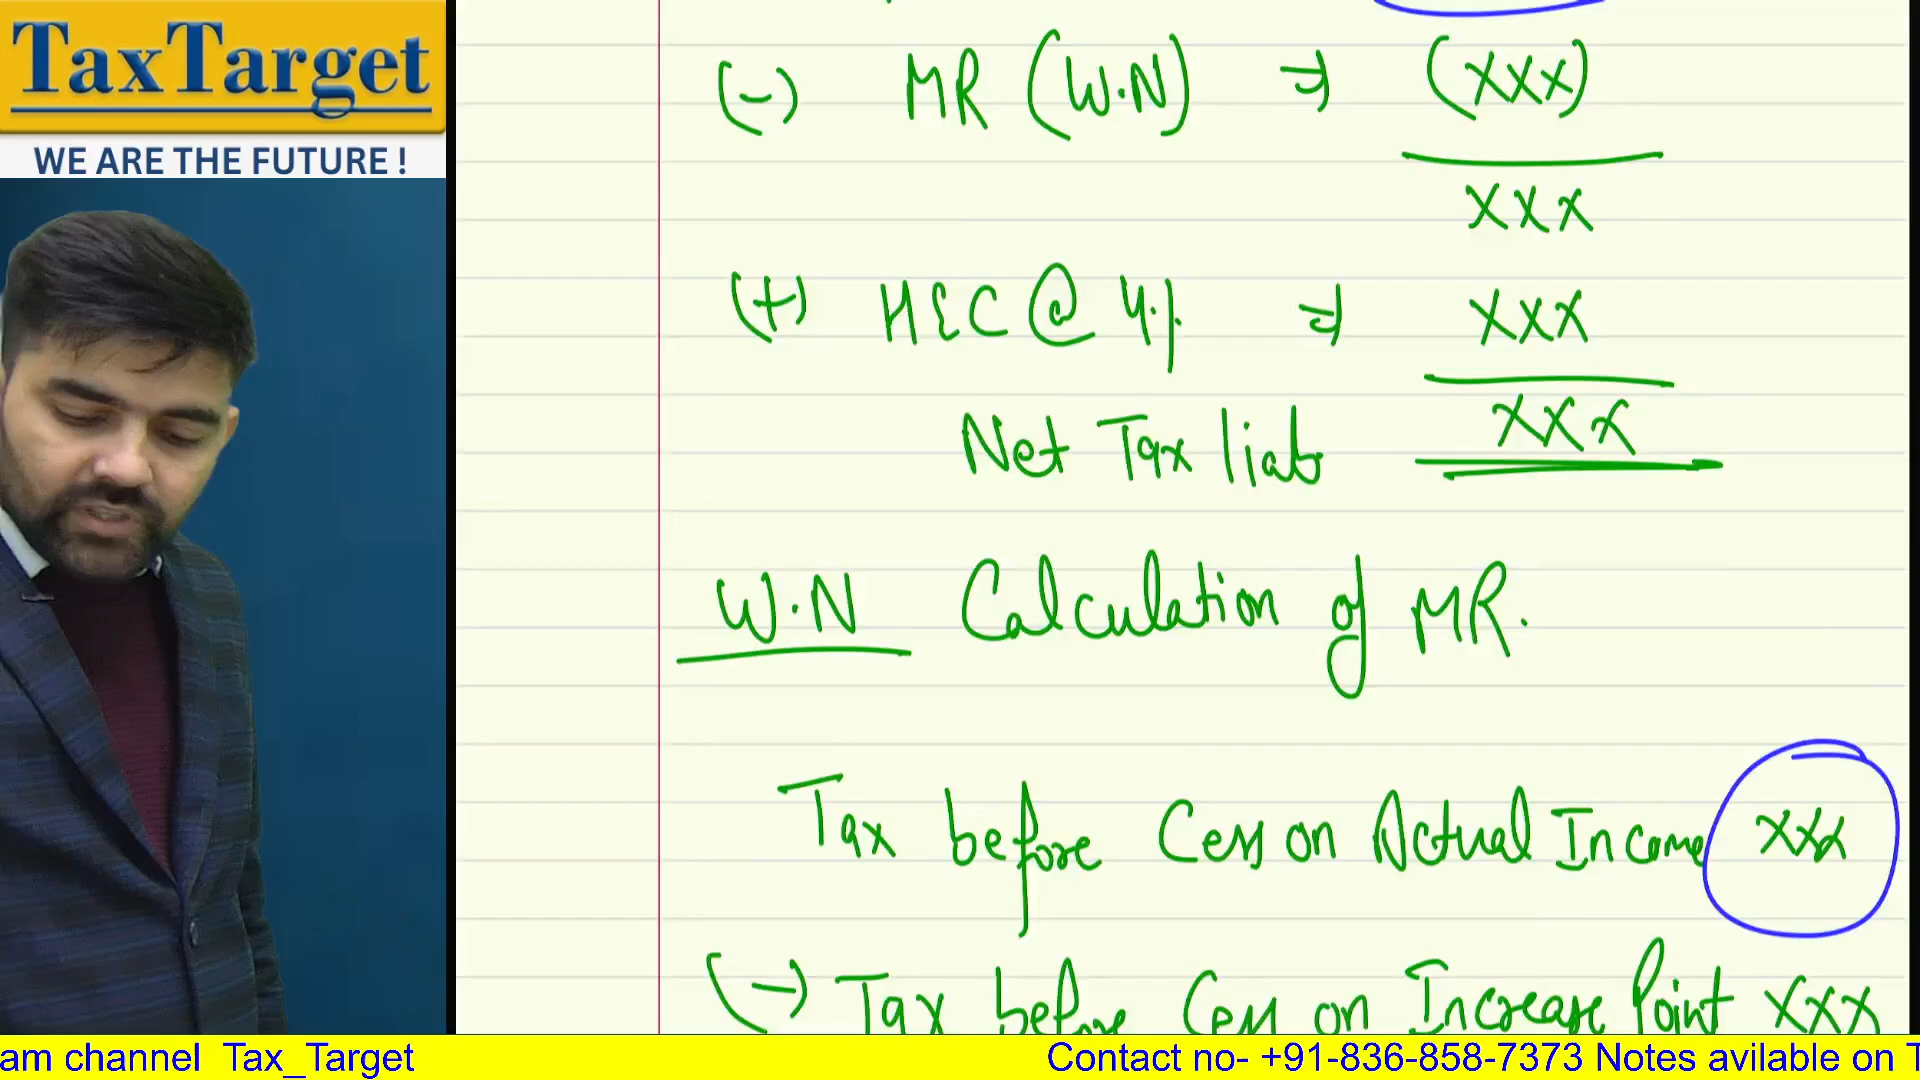 TaxTarget
WE ARE THE FUTURE !
(-) MR (W.N) ⇒ (XXX)
XXX
(+) HEC @ 4% ⇒ XXX
Net Tax liab XXX
W.N Calculation of MR.
Tax before Cess on Actual Income XXX
(-) Tax before Cess on Increase Point XXX
am channel Tax_Target Contact no- +91-836-858-7373 Notes avilable on T